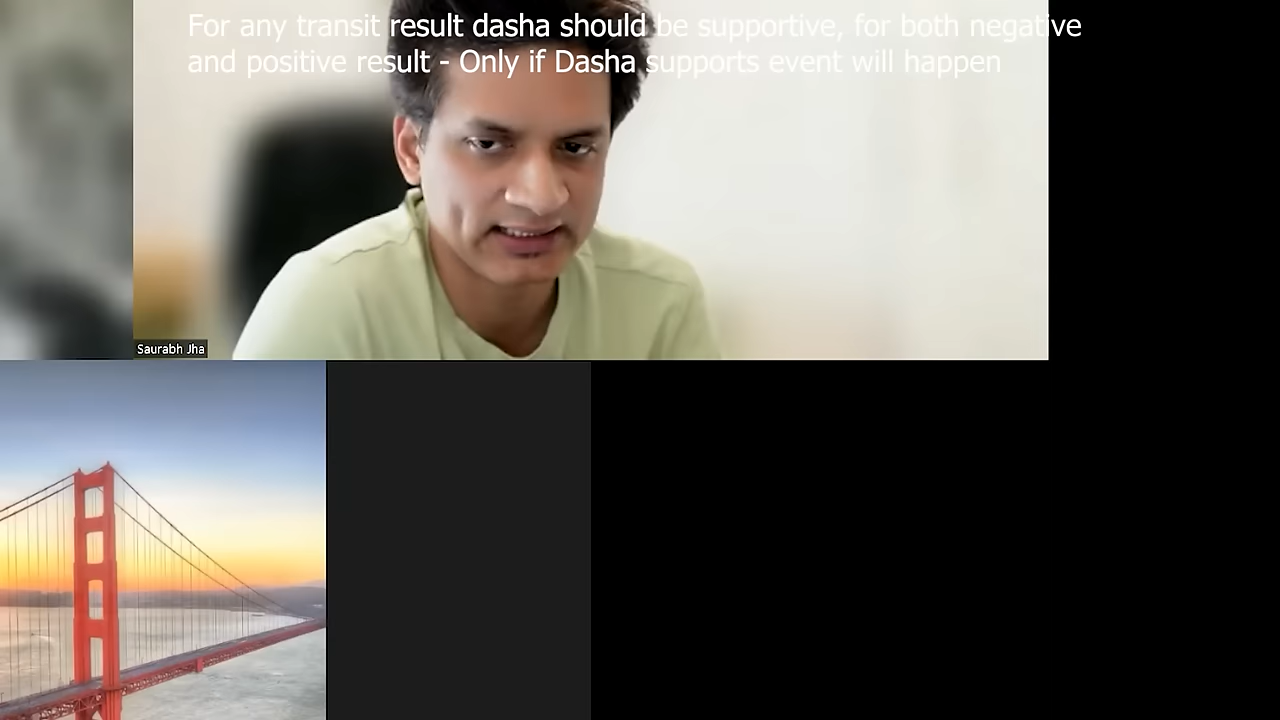 For any transit result dasha should be supportive, for both negative
and positive result - Only if Dasha supports event will happen
Saurabh Jha